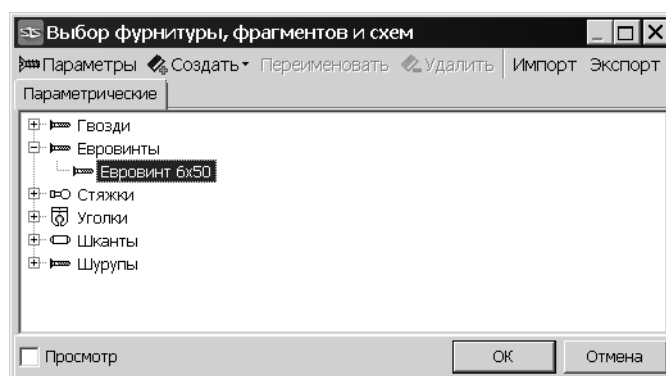 Выбор фурнитуры, фрагментов и схем
Параметры Создать Переименовать Удалить Импорт Экспорт
Параметрические
Гвозди
Евровинты
Евровинт 6x50
Стяжки
Уголки
Шканты
Шурупы
Просмотр ОК Отмена